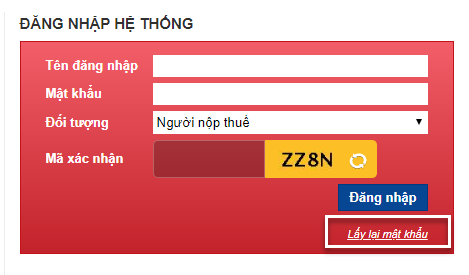 ĐĂNG NHẬP HỆ THỐNG
Tên đăng nhập
Mật khẩu
Đối tượng Người nộp thuế
Mã xác nhận ZZ8N
Đăng nhập
Lấy lại mật khẩu